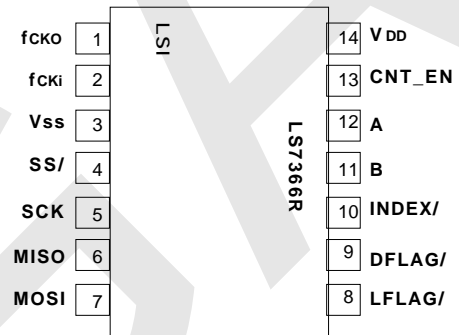 fCKO 1
fCKi 2
Vss 3
SS/ 4
SCK 5
MISO 6
MOSI 7
LSI
LS7366R
14 VDD
13 CNT_EN
12 A
11 B
10 INDEX/
9 DFLAG/
8 LFLAG/